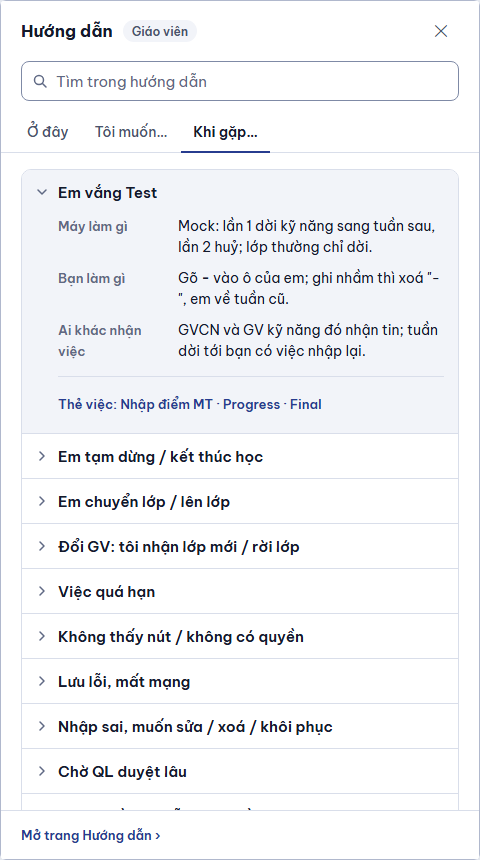 Hướng dẫn
Giáo viên
Tìm trong hướng dẫn
Ở đây
Tôi muốn...
Khi gặp...
Em vắng Test
Máy làm gì
Mock: lần 1 dời kỹ năng sang tuần sau,
lần 2 huỷ; lớp thường chỉ dời.
Bạn làm gì
Gõ - vào ô của em; ghi nhầm thì xoá "-
", em về tuần cũ.
Ai khác nhận
việc
GVCN và GV kỹ năng đó nhận tin; tuần
dời tới bạn có việc nhập lại.
Thẻ việc: Nhập điểm MT · Progress · Final
Em tạm dừng / kết thúc học
Em chuyển lớp / lên lớp
Đổi GV: tôi nhận lớp mới / rời lớp
Việc quá hạn
Không thấy nút / không có quyền
Lưu lỗi, mất mạng
Nhập sai, muốn sửa / xoá / khôi phục
Chờ QL duyệt lâu
Mở trang Hướng dẫn ›